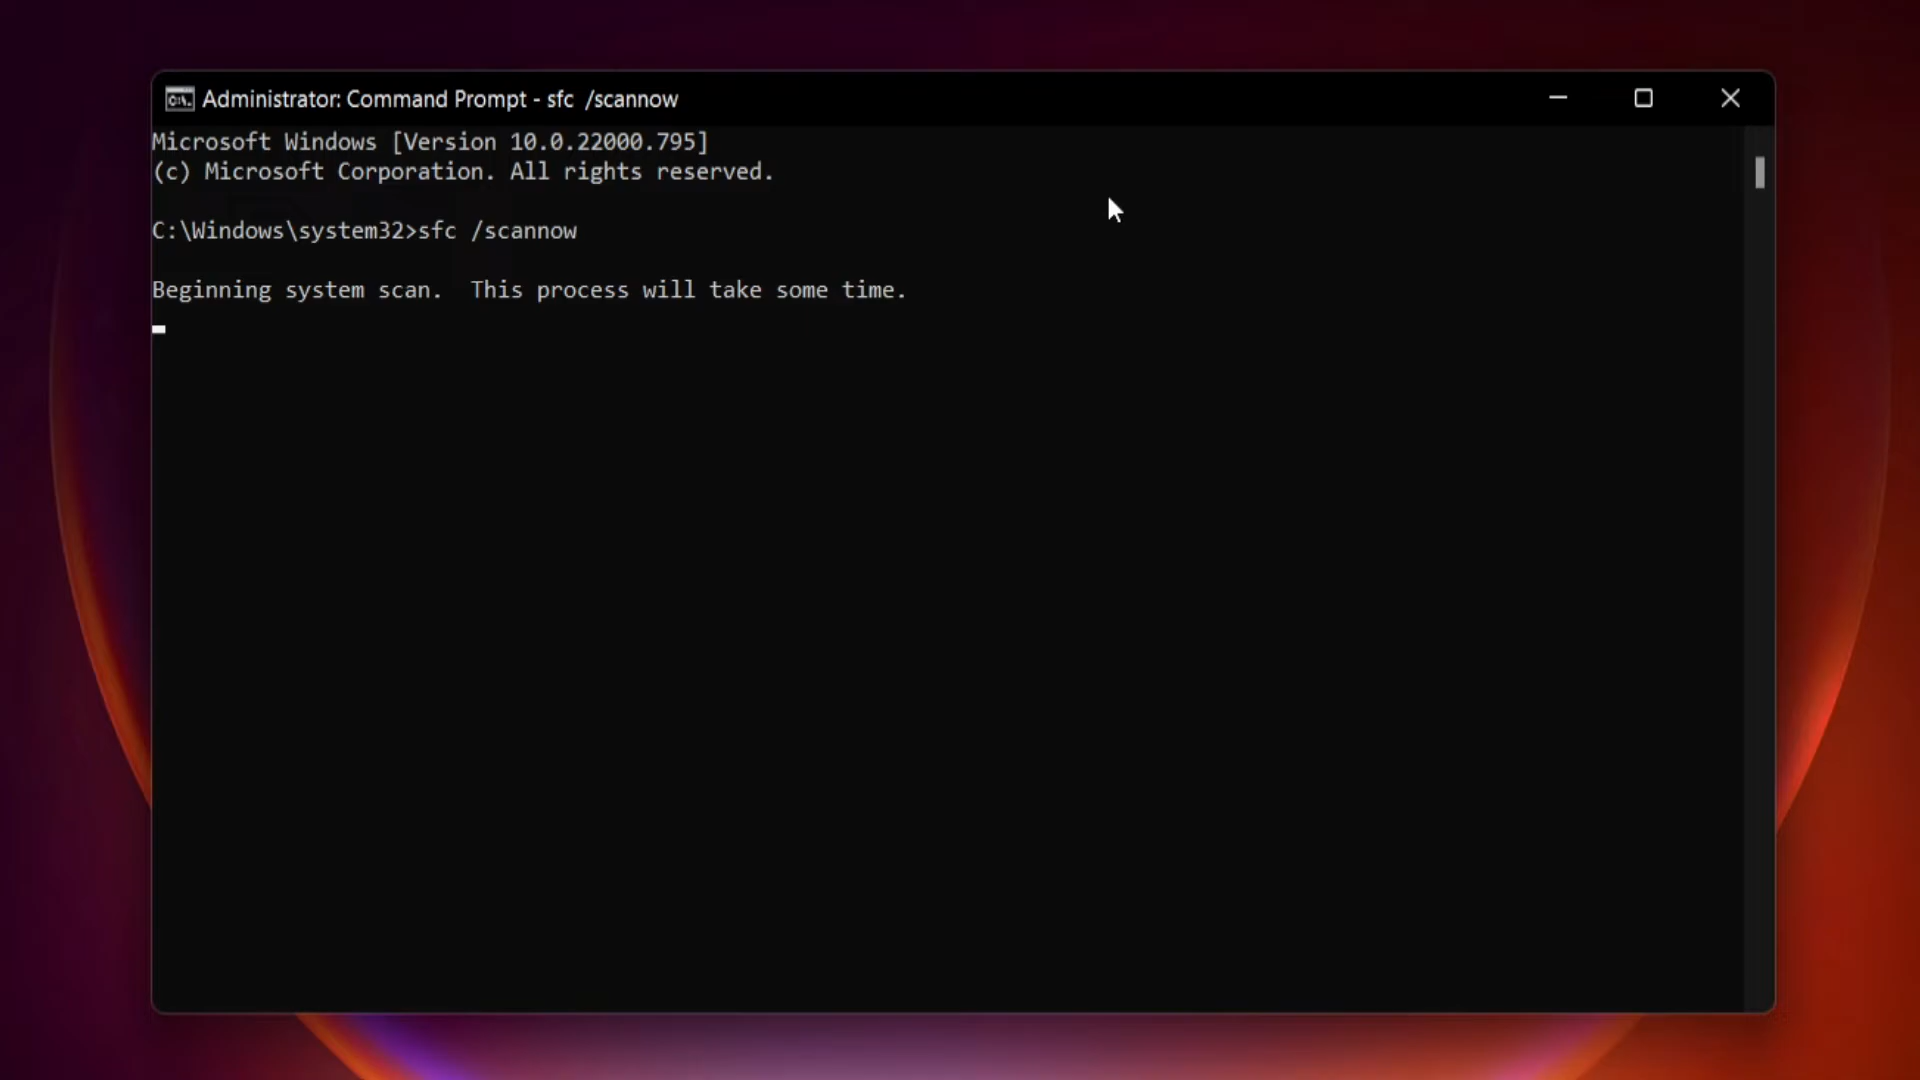 Administrator: Command Prompt - sfc  /scannow
Microsoft Windows [Version 10.0.22000.795]
(c) Microsoft Corporation. All rights reserved.
C:\Windows\system32>sfc /scannow
Beginning system scan.  This process will take some time.